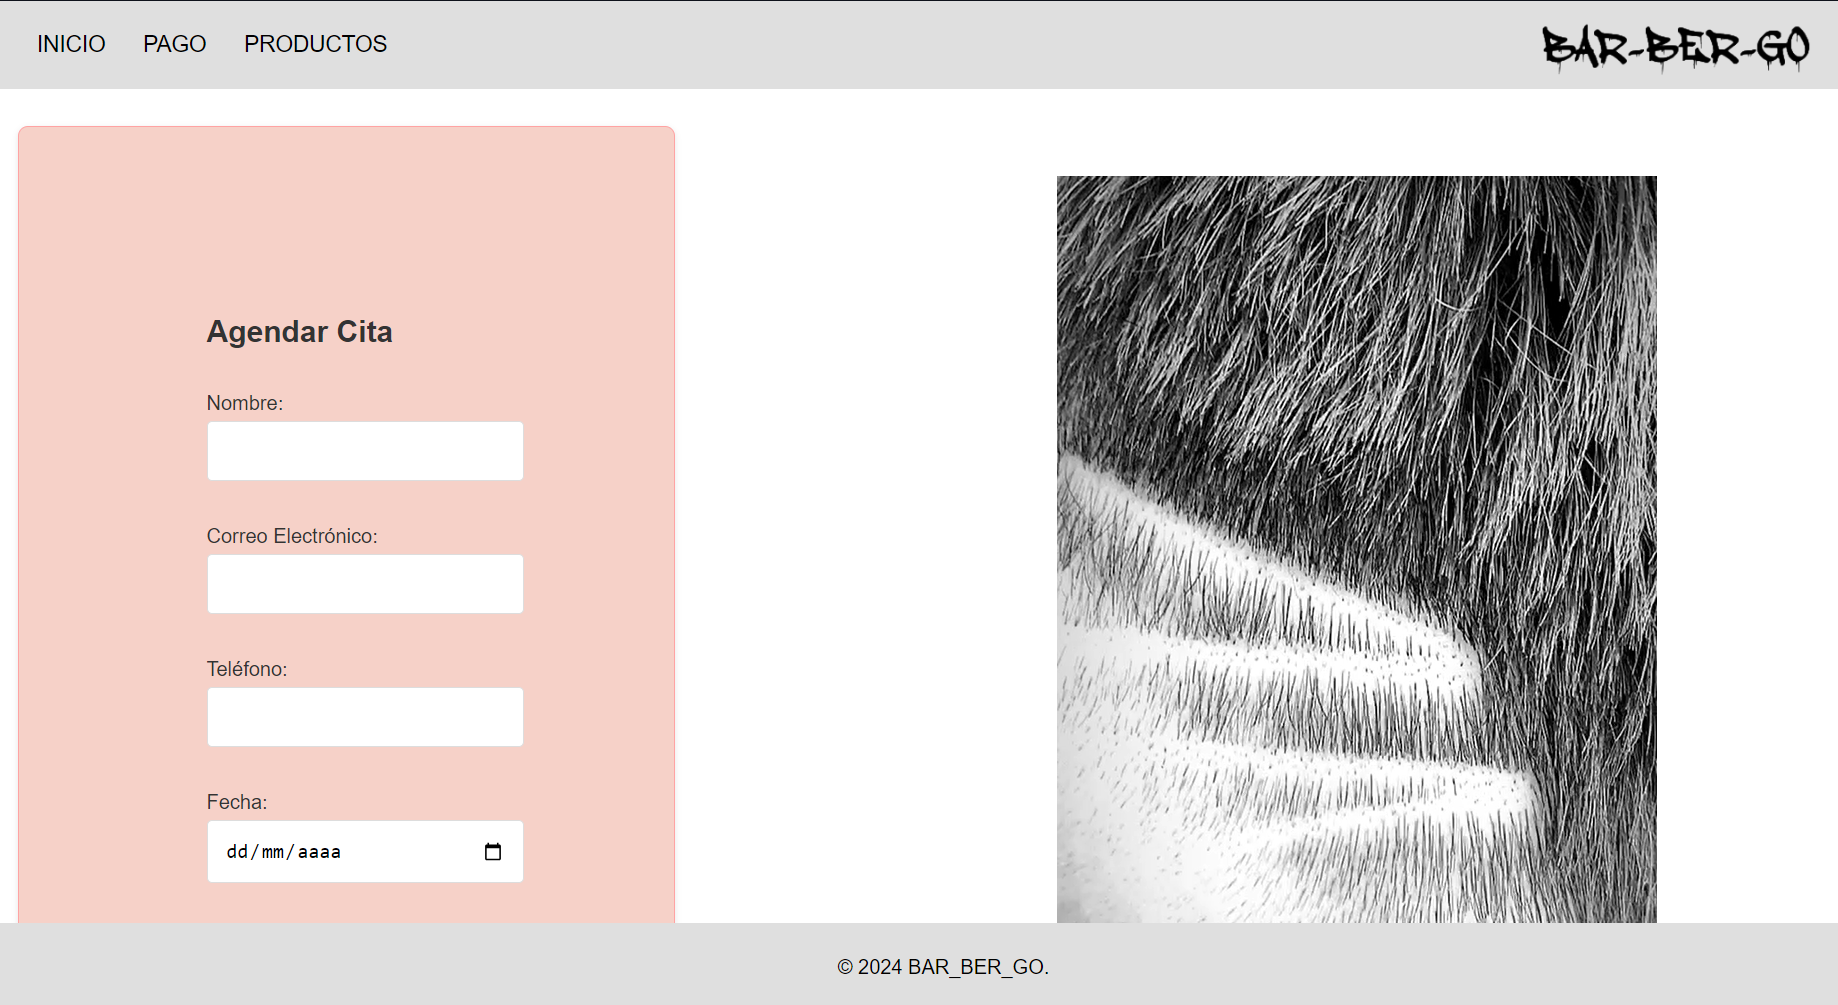 INICIO PAGO PRODUCTOS BAR-BER-GO
Agendar Cita
Nombre:
Correo Electrónico:
Teléfono:
Fecha:
dd/mm/aaaa
© 2024 BAR_BER_GO.